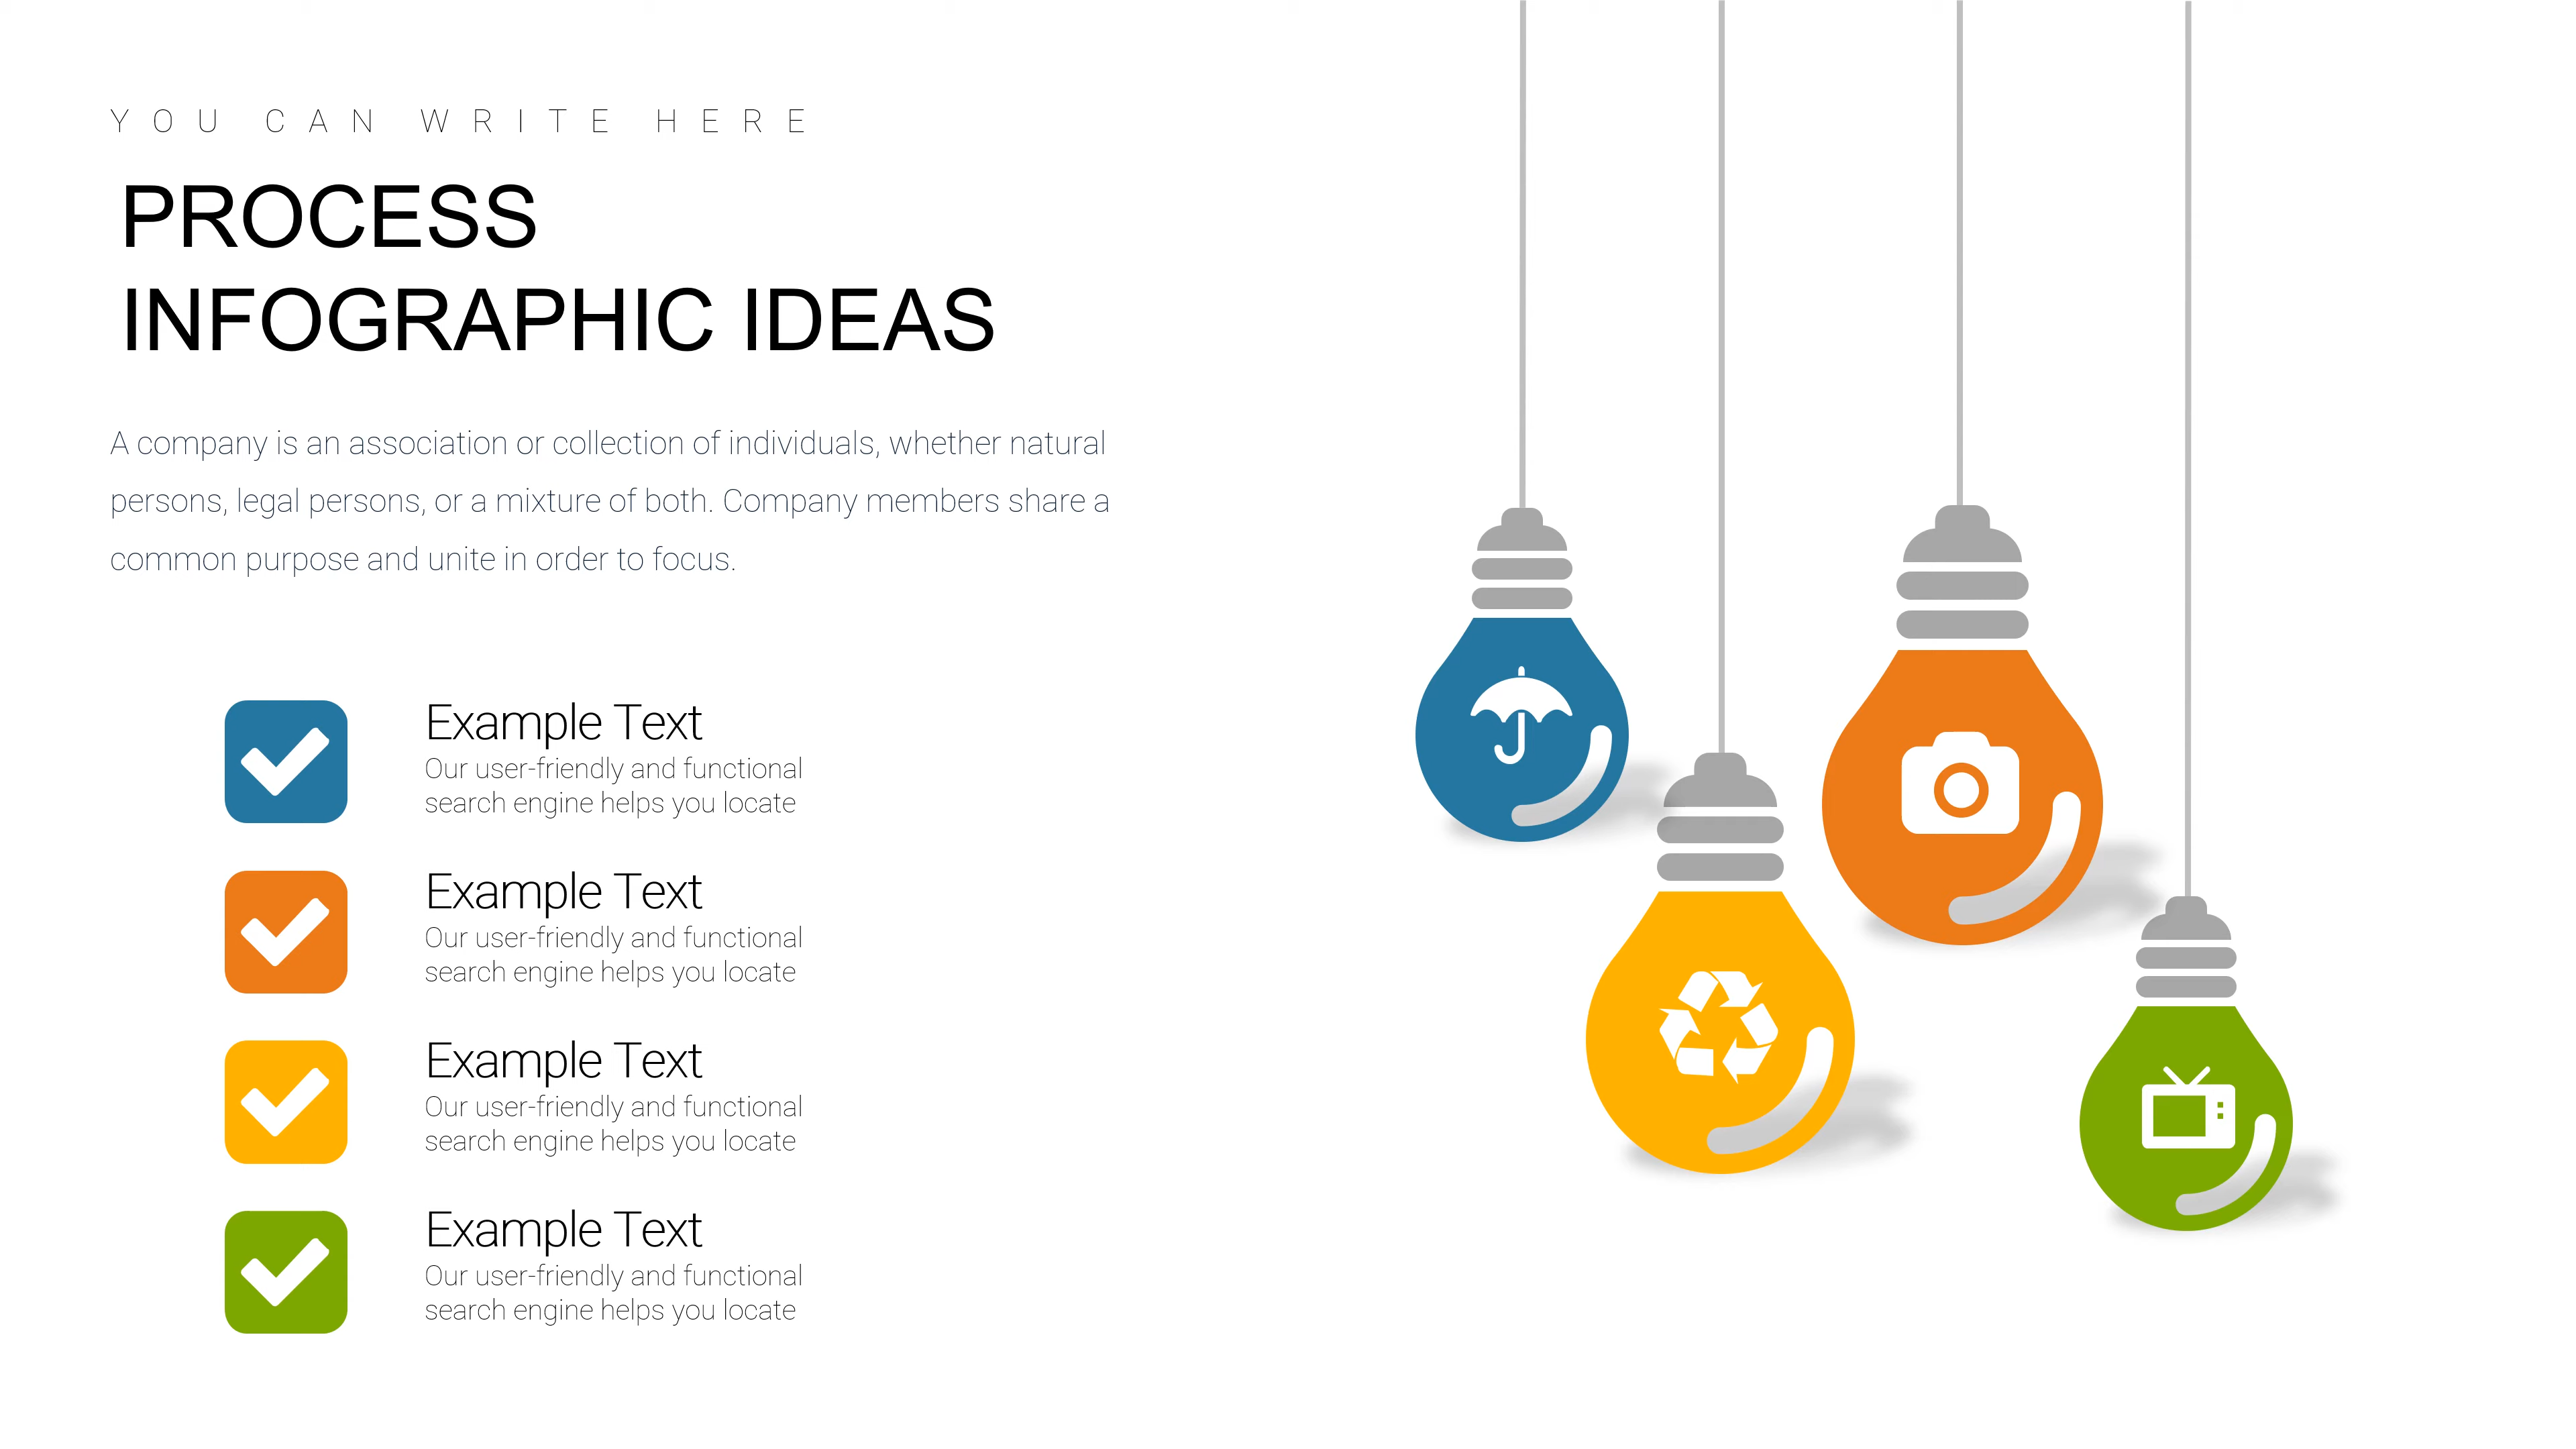 YOU CAN WRITE HERE
PROCESS
INFOGRAPHIC IDEAS
A company is an association or collection of individuals, whether natural
persons, legal persons, or a mixture of both. Company members share a
common purpose and unite in order to focus.
Example Text
Our user-friendly and functional
search engine helps you locate
Example Text
Our user-friendly and functional
search engine helps you locate
Example Text
Our user-friendly and functional
search engine helps you locate
Example Text
Our user-friendly and functional
search engine helps you locate